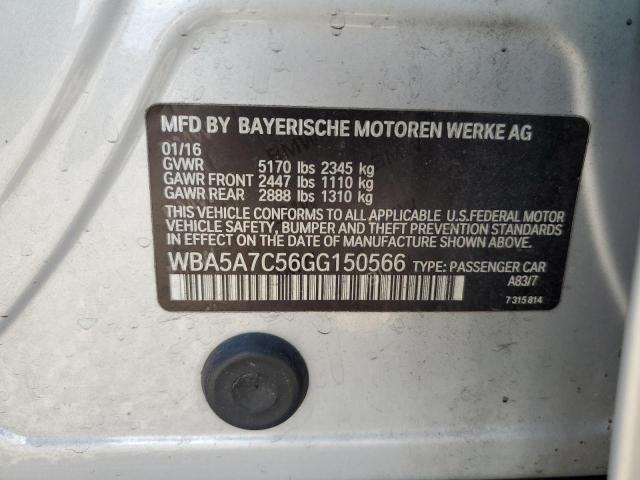 MFD BY BAYERISCHE MOTOREN WERKE AG
01/16
GVWR 5170 lbs 2345 kg
GAWR FRONT 2447 lbs 1110 kg
GAWR REAR 2888 lbs 1310 kg
THIS VEHICLE CONFORMS TO ALL APPLICABLE U.S.FEDERAL MOTOR
VEHICLE SAFETY, BUMPER AND THEFT PREVENTION STANDARDS
IN EFFECT ON THE DATE OF MANUFACTURE SHOWN ABOVE.
WBA5A7C56GG150566 TYPE: PASSENGER CAR
A83/7
7 315 814